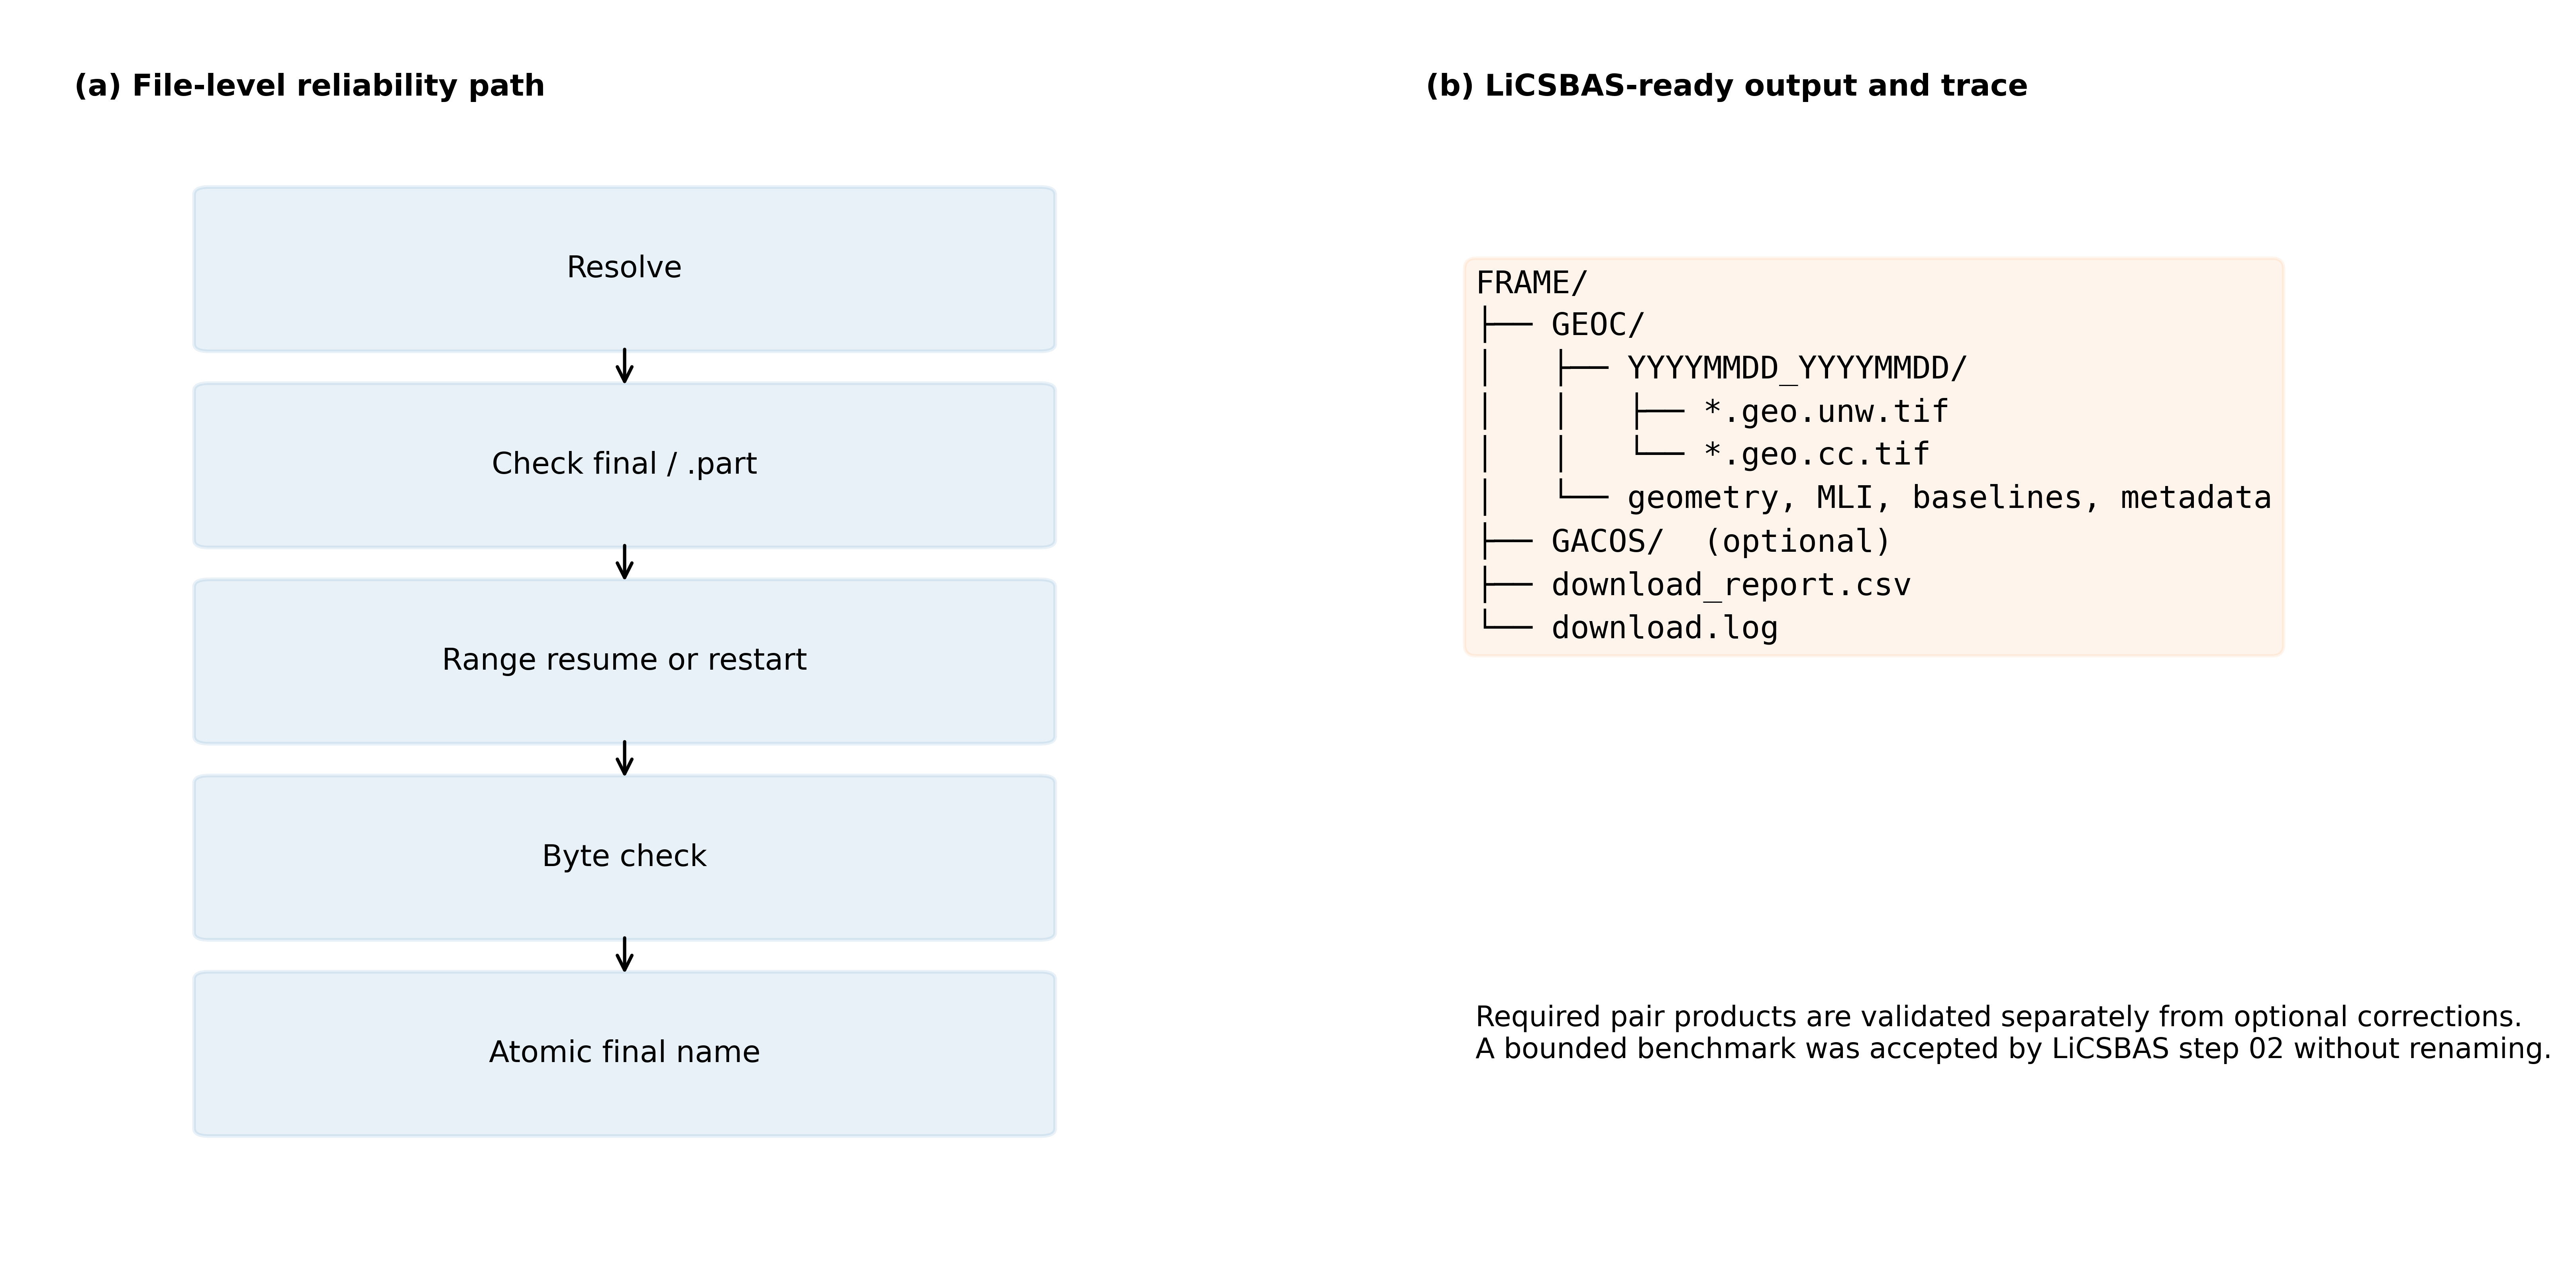 (a) File-level reliability path
Resolve
Check final / .part
Range resume or restart
Byte check
Atomic final name
(b) LiCSBAS-ready output and trace
FRAME/
├── GEOC/
│   ├── YYYYMMDD_YYYYMMDD/
│   │   ├── *.geo.unw.tif
│   │   └── *.geo.cc.tif
│   └── geometry, MLI, baselines, metadata
├── GACOS/  (optional)
├── download_report.csv
└── download.log
Required pair products are validated separately from optional corrections.
A bounded benchmark was accepted by LiCSBAS step 02 without renaming.